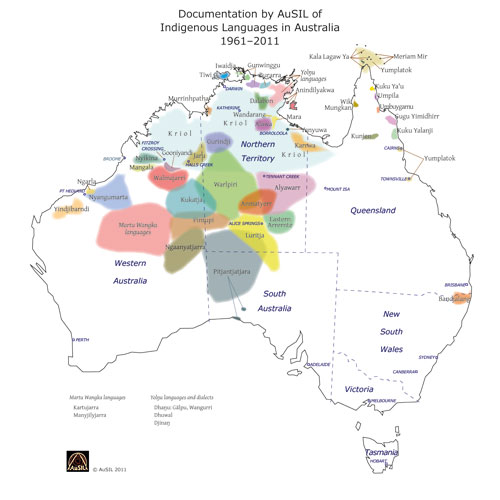 Documentation by AuSIL of
Indigenous Languages in Australia
1961–2011
Kala Lagaw Ya
Meriam Mir
Yumplatok
Iwaidja
Gunwinggu
Tiwi
Burarra
Yolŋu
languages
DARWIN
Anindilyakwa
Kuku Ya'u
Umpila
Murrinhpatha
Dalabon
Wik
Mungkan
KATHERINE
Wandarang
Mara
Guugu Yimidhirr
Kriol
Yanyuwa
Kuku Yalanji
BORROLOOLA
Kunjen
FITZROY
CROSSING
Gurindji
Northern
Territory
Kriol
Garrwa
CAIRNS
Gooniyandi
Jaru
BROOME
Nyikina
Mangala
HALLS CREEK
Yumplatok
Walmajarri
Warlpiri
TENNANT CREEK
TOWNSVILLE
Ngarla
PT HEDLAND
Nyangumarta
Kukatja
Alyawarr
MOUNT ISA
Anmatyerr
Yindjibarndi
Queensland
Martu Wangka
languages
Pintupi
ALICE SPRINGS
Eastern
Arrernte
Luritja
Ngaanyatjarra
Western
Australia
Pitjantjatjara
BRISBANE
Bandjalang
South
Australia
New
South
Wales
PERTH
SYDNEY
ADELAIDE
CANBERRA
Victoria
MELBOURNE
Martu Wangka languages
Kartujarra
Manyjilyjarra
Yolŋu languages and dialects
Dhaŋu: Gälpu, Wangurri
Dhuwal
Djinaŋ
Tasmania
HOBART
AuSIL
© AuSIL 2011